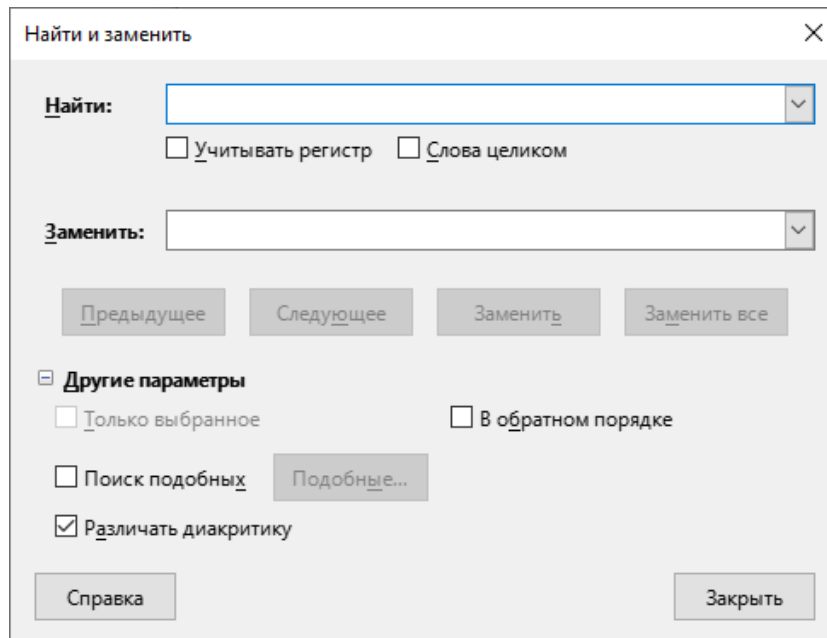 Найти и заменить
Найти:
Учитывать регистр Слова целиком
Заменить:
Предыдущее Следующее Заменить Заменить все
Другие параметры
Только выбранное В обратном порядке
Поиск подобных Подобные...
Различать диакритику
Справка Закрыть